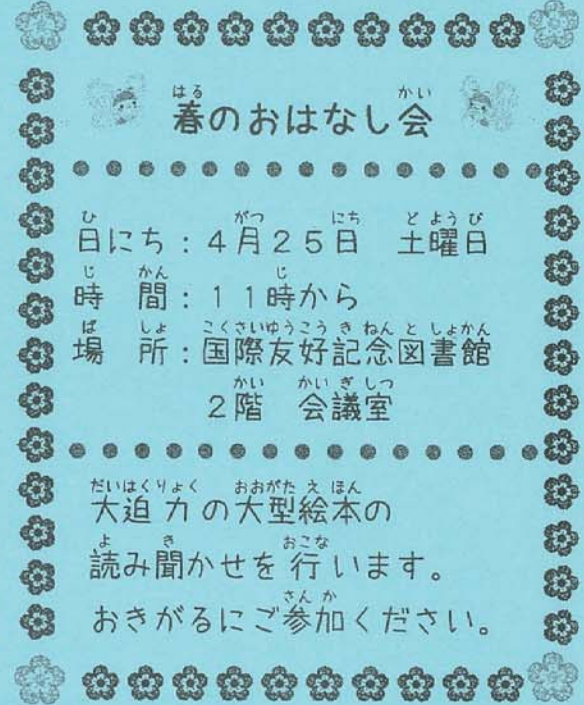 春のおはなし会
日にち：４月２５日　土曜日
時　間：１１時から
場　所：国際友好記念図書館
２階　会議室
大迫力の大型絵本の
読み聞かせを行います。
おきがるにご参加ください。